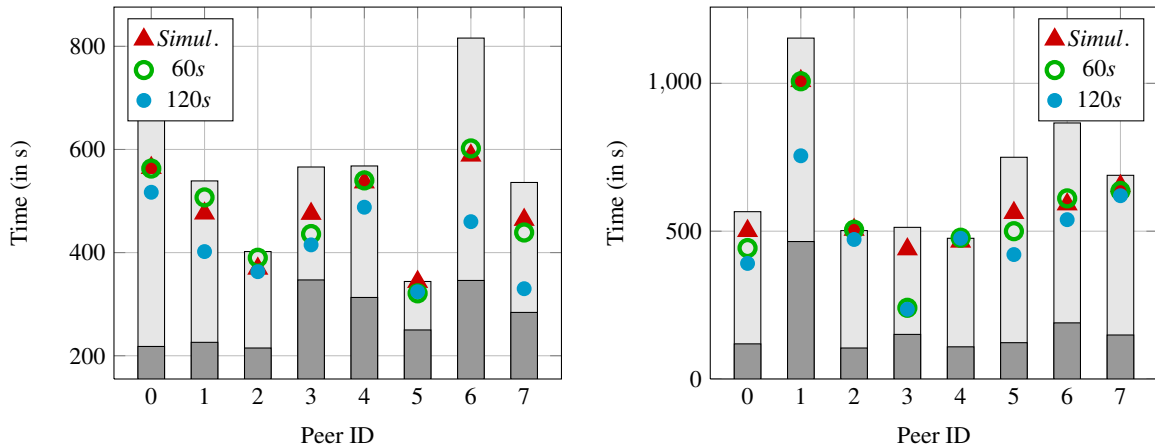 Simul.
60s
120s
Time (in s)
800
600
400
200
0 1 2 3 4 5 6 7
Peer ID
Simul.
60s
120s
Time (in s)
1,000
500
0
0 1 2 3 4 5 6 7
Peer ID